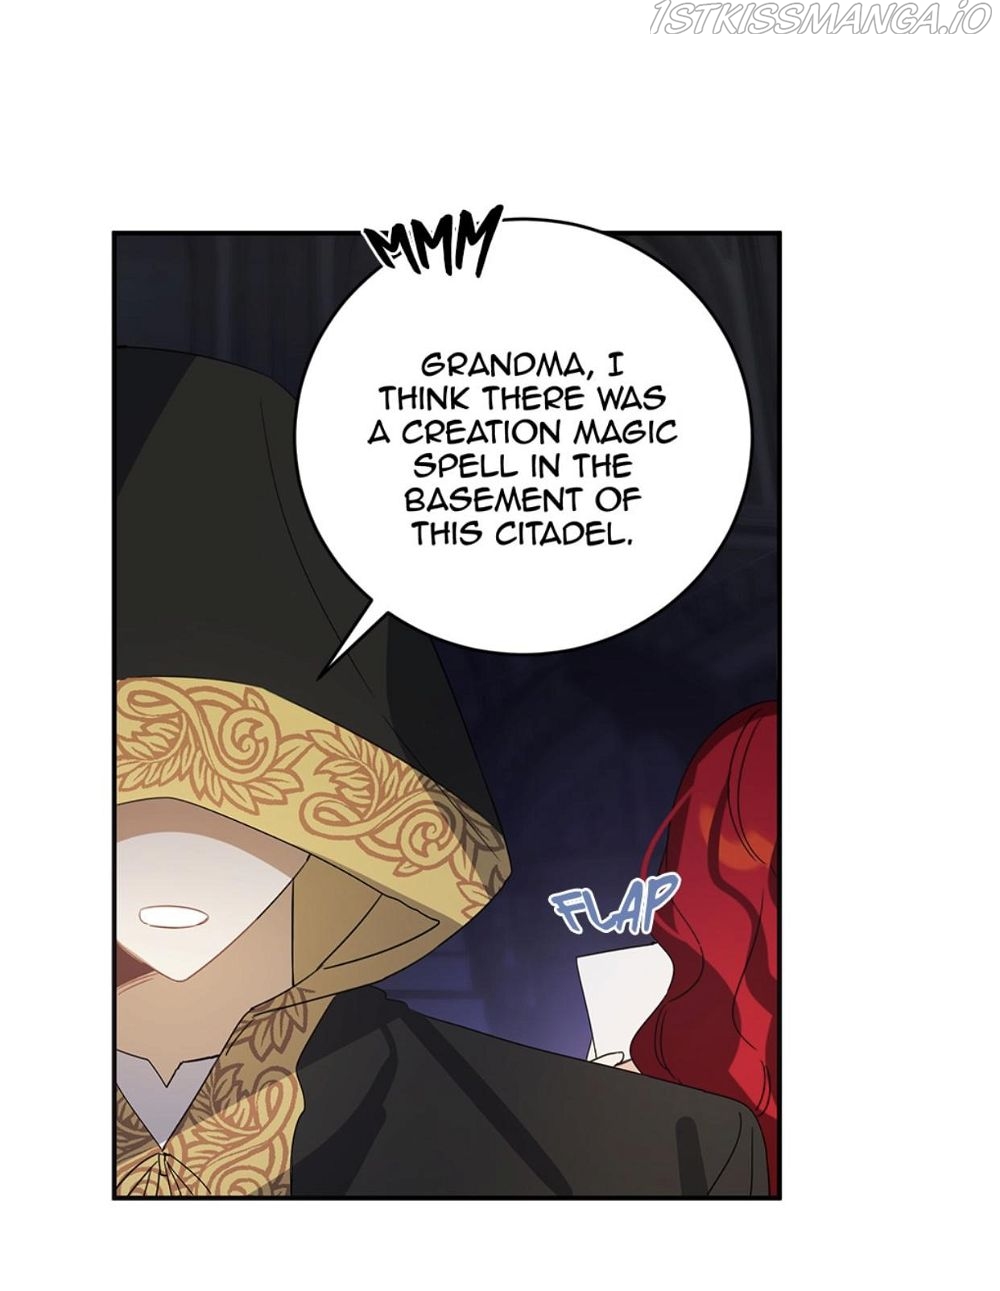 1STKISSMANGA.IO
MMM
GRANDMA, I
THINK THERE WAS
A CREATION MAGIC
SPELL IN THE
BASEMENT OF
THIS CITADEL.
FLAP